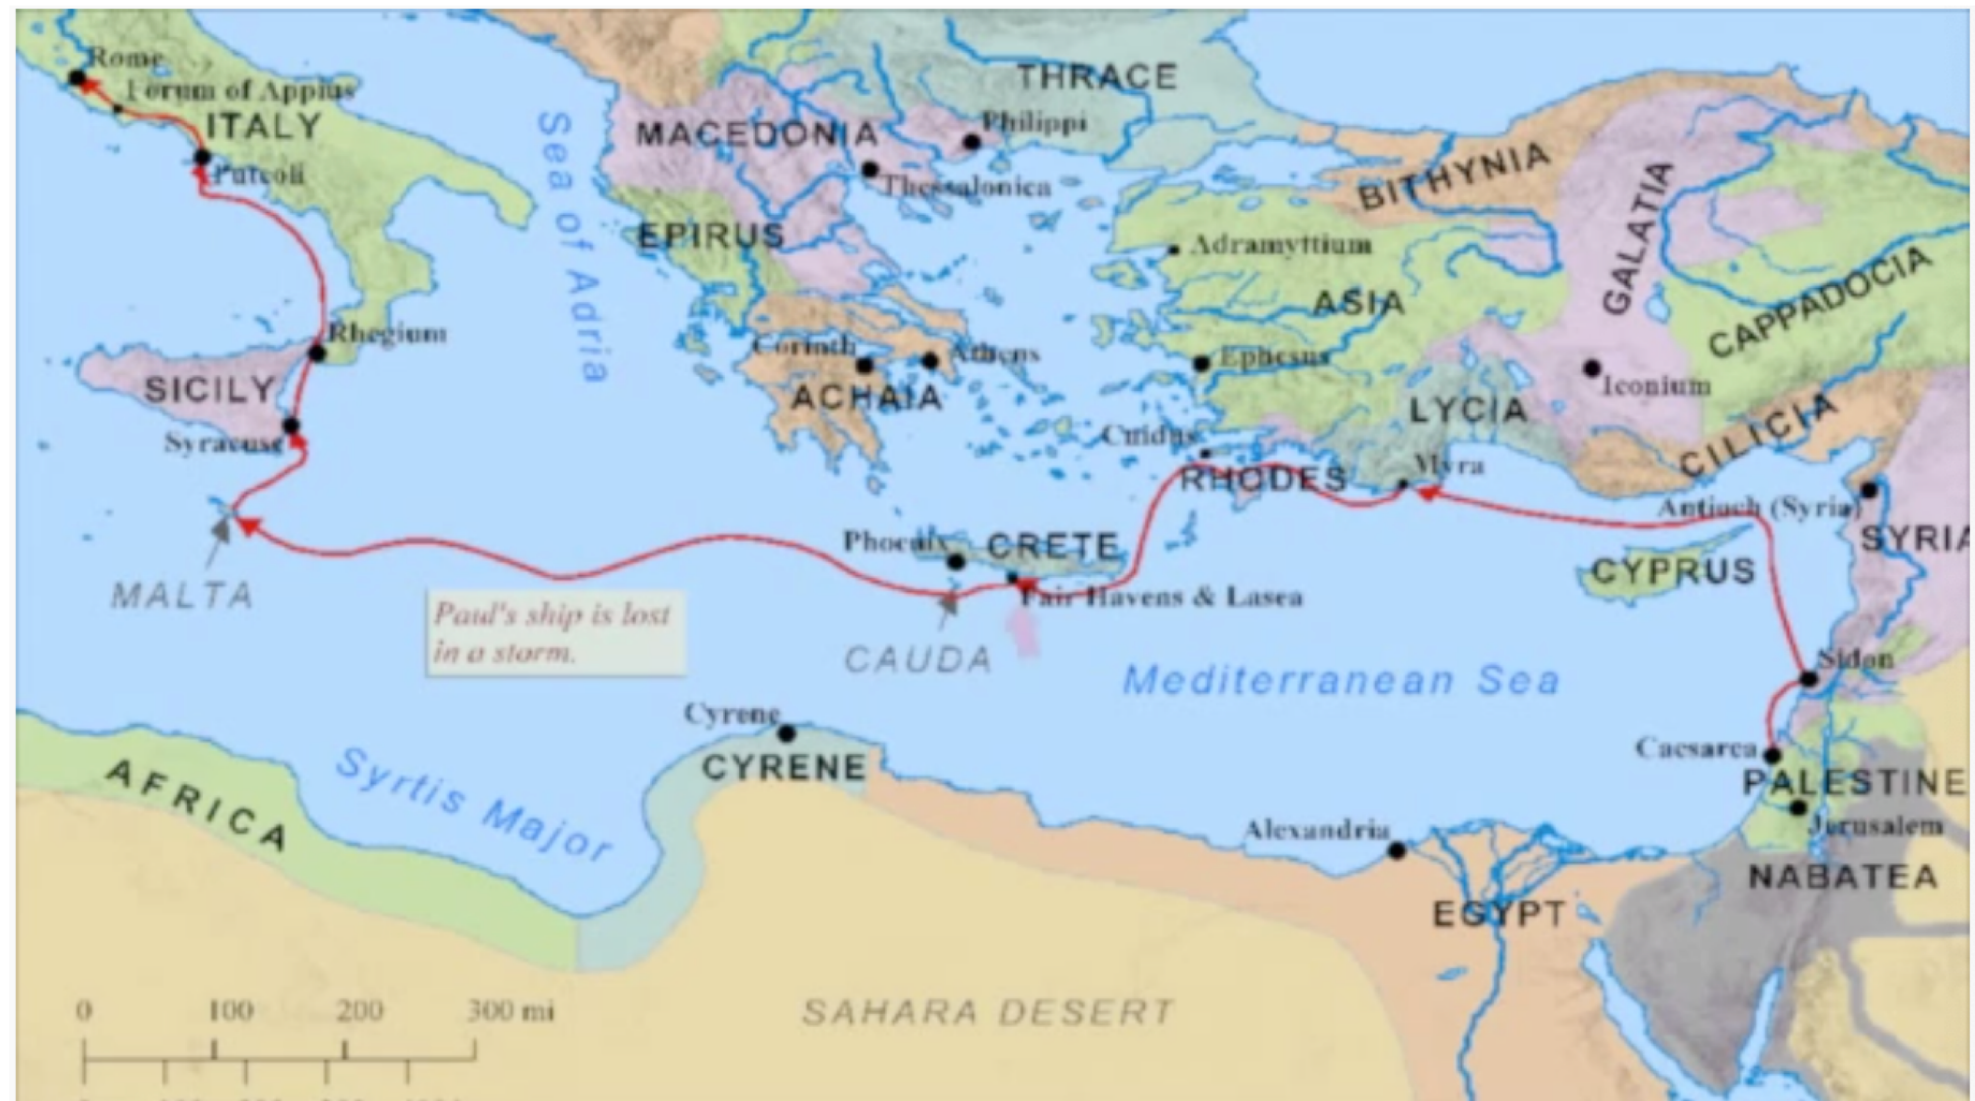 Rome
Forum of Appius
ITALY
Puteoli
Sea of Adria
MACEDONIA
THRACE
Philippi
Thessalonica
EPIRUS
BITHYNIA
GALATIA
Adramyttium
ASIA
CAPPADOCIA
Rhegium
SICILY
Syracuse
Corinth
Athens
ACHAIA
Ephesus
Iconium
LYCIA
CILICIA
Cnidus
RHODES
Myra
Antioch (Syria)
SYRIA
CYPRUS
Phoenix
CRETE
Fair Havens & Lasea
MALTA
Paul's ship is lost
in a storm.
CAUDA
Mediterranean Sea
Sidon
Cyrene
CYRENE
Caesarea
PALESTINE
Jerusalem
AFRICA
Syrtis Major
Alexandria
NABATEA
EGYPT
SAHARA DESERT
0 100 200 300 mi